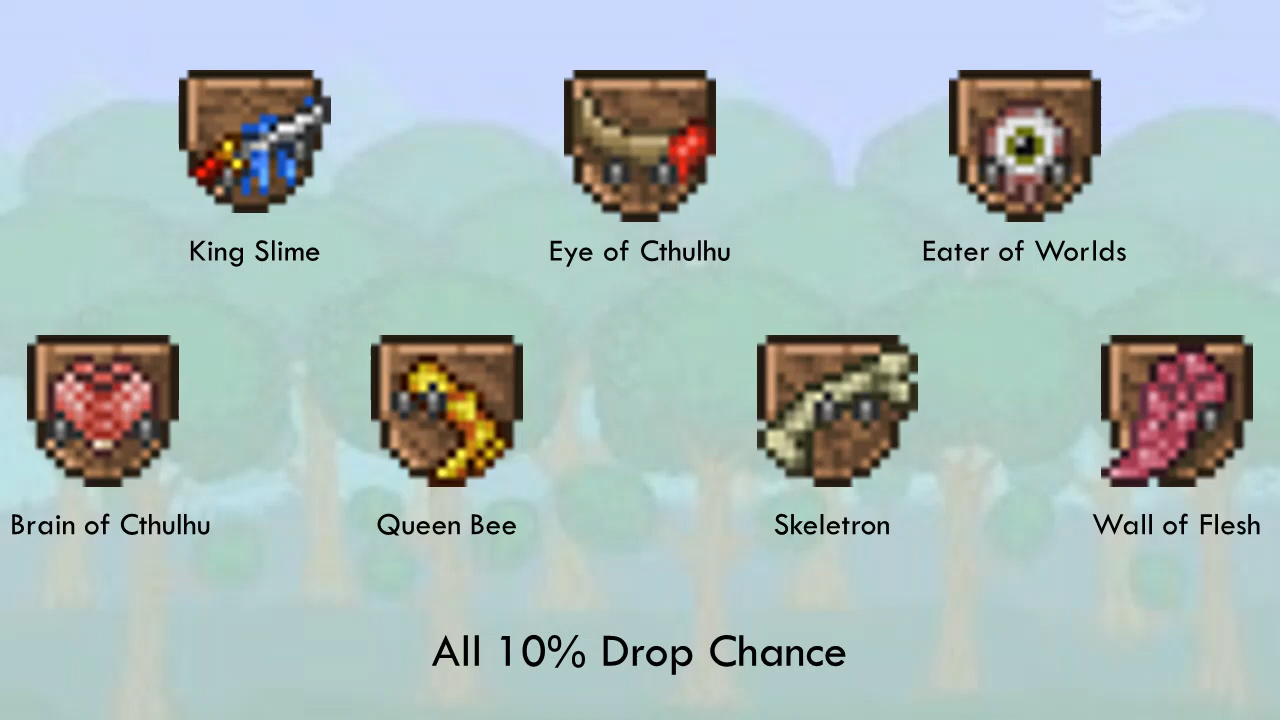 King Slime
Eye of Cthulhu
Eater of Worlds
Brain of Cthulhu
Queen Bee
Skeletron
Wall of Flesh
All 10% Drop Chance